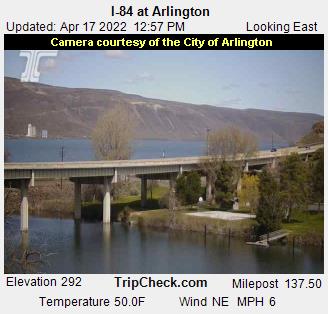 I-84 at Arlington
Updated: Apr 17 2022 12:57 PM Looking East
Camera courtesy of the City of Arlington
Elevation 292 TripCheck.com Milepost 137.50
Temperature 50.0F Wind NE MPH 6